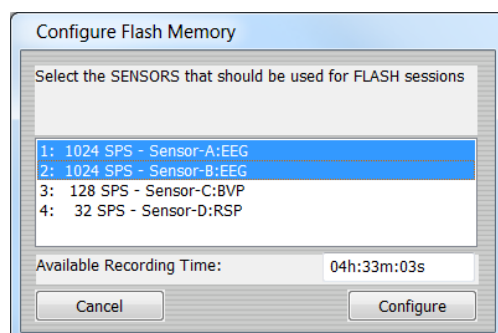 Configure Flash Memory
Select the SENSORS that should be used for FLASH sessions
1: 1024 SPS - Sensor-A:EEG
2: 1024 SPS - Sensor-B:EEG
3: 128 SPS - Sensor-C:BVP
4: 32 SPS - Sensor-D:RSP
Available Recording Time: 04h:33m:03s
Cancel Configure